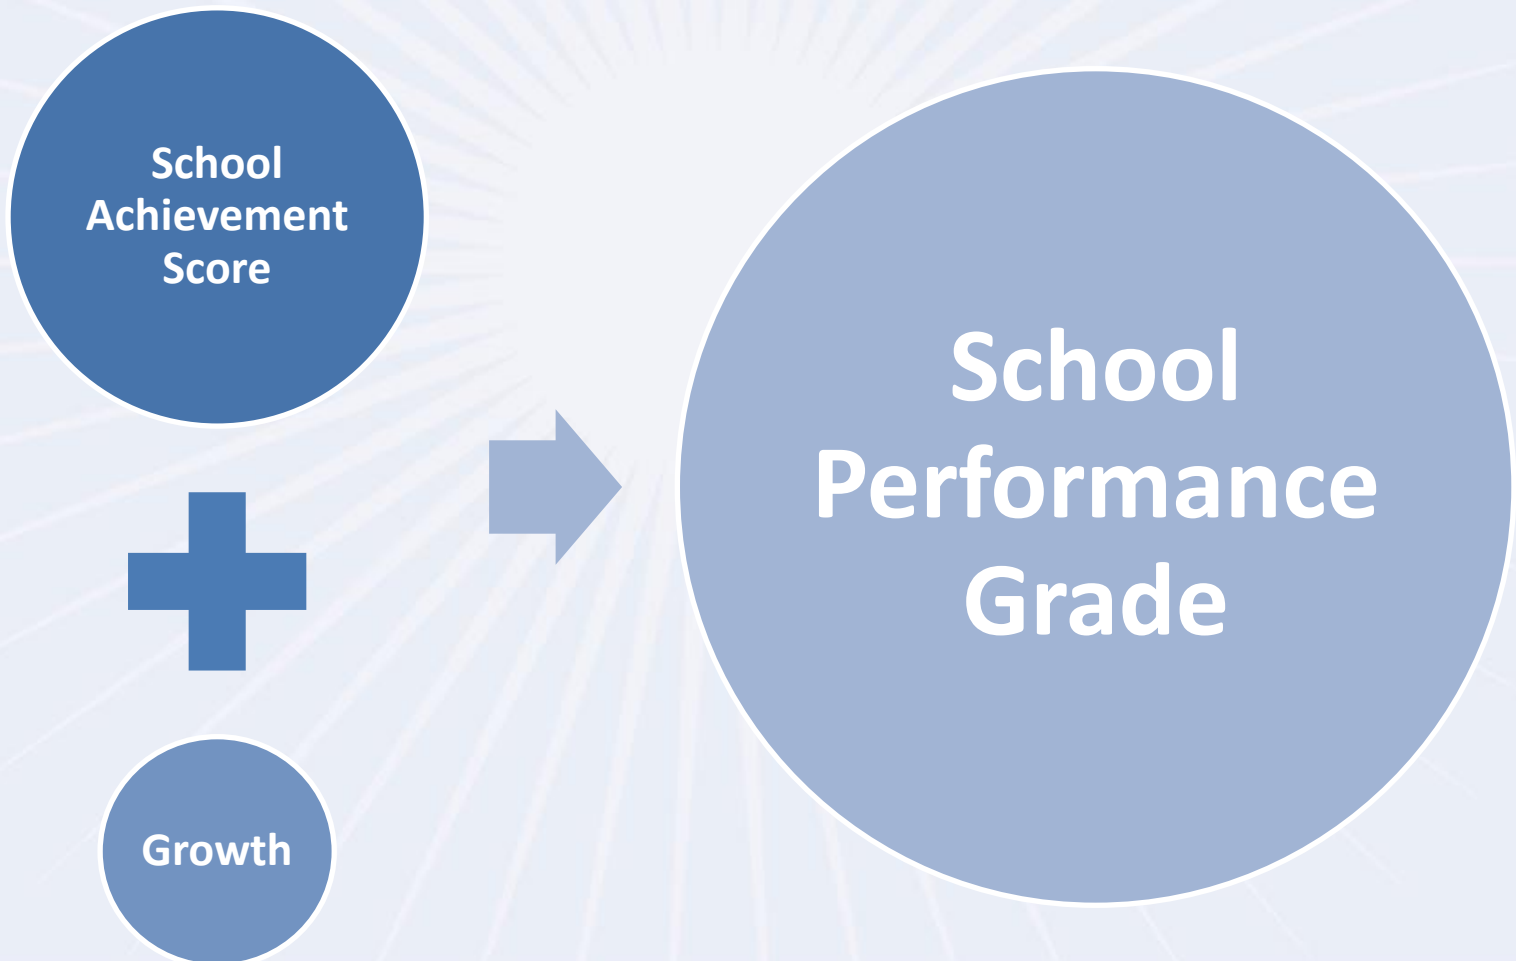 School
Achievement
Score
Growth
School
Performance
Grade